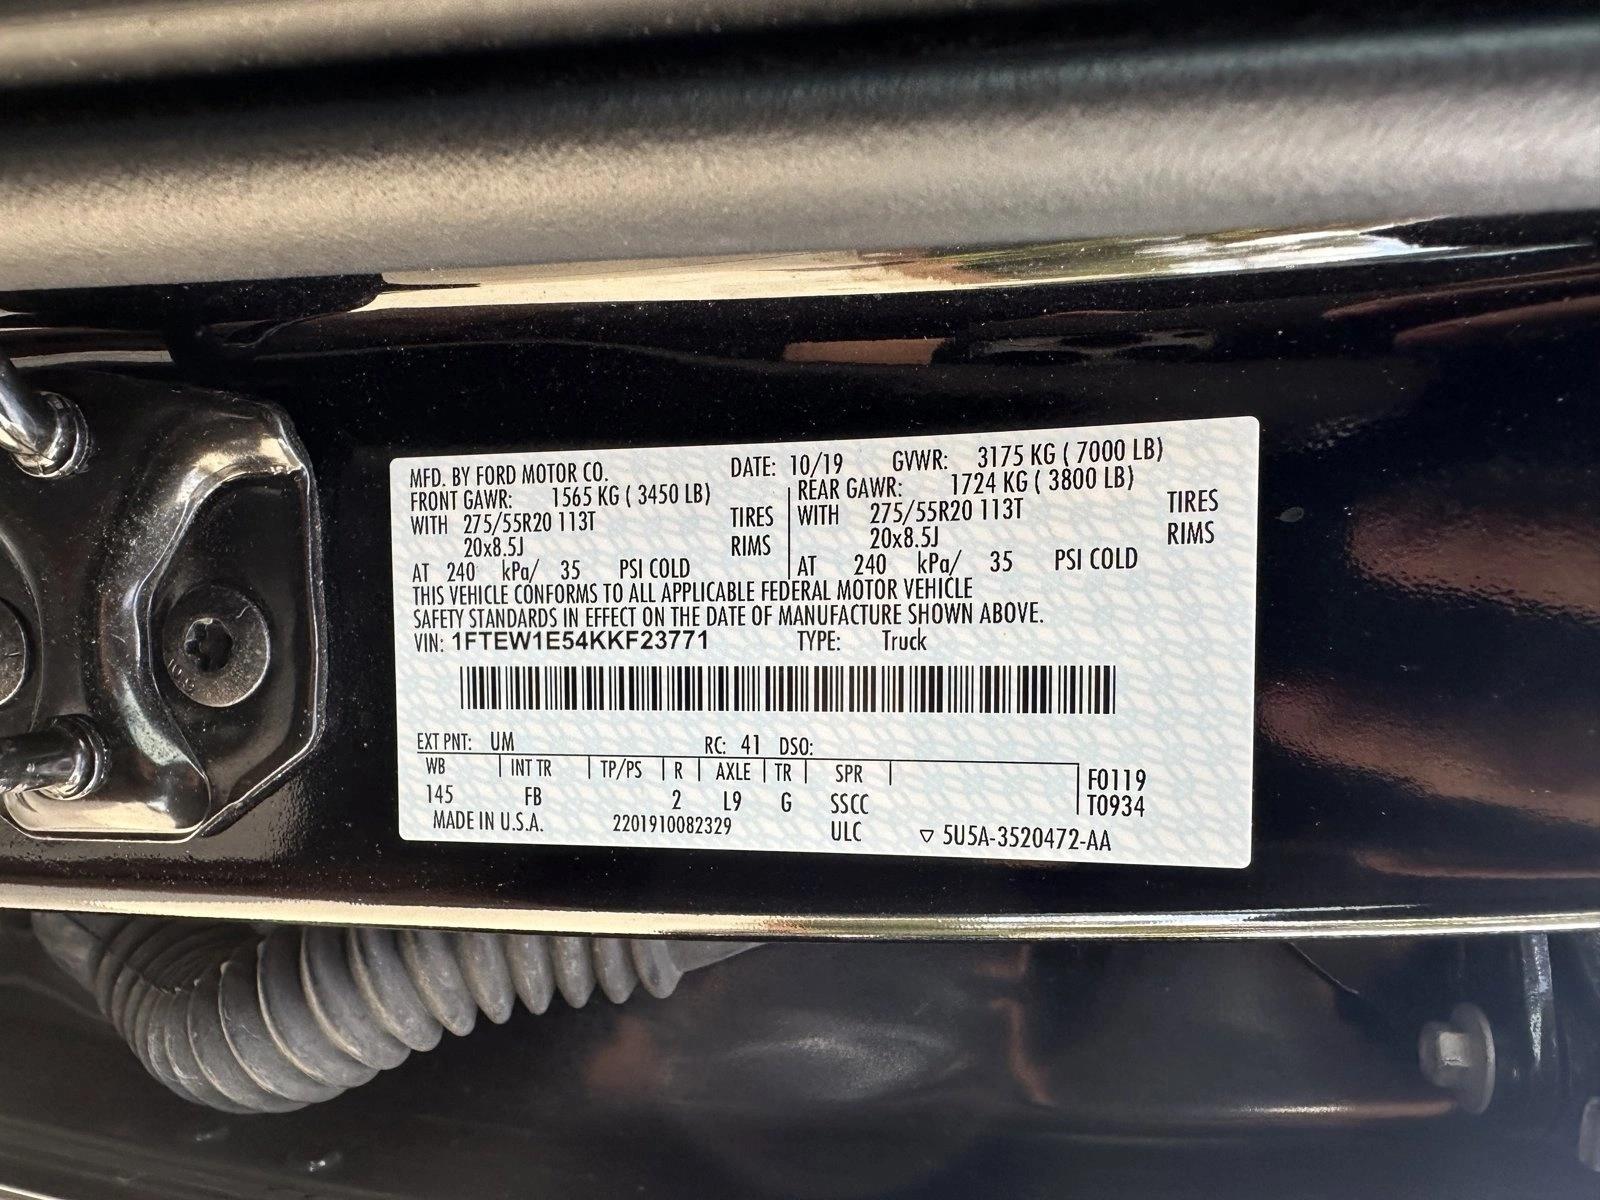 MFD. BY FORD MOTOR CO. DATE: 10/19 GVWR: 3175 KG ( 7000 LB)
FRONT GAWR: 1565 KG ( 3450 LB) REAR GAWR: 1724 KG ( 3800 LB)
WITH 275/55R20 113T TIRES WITH 275/55R20 113T TIRES
20x8.5J RIMS 20x8.5J RIMS
AT 240 kPa/ 35 PSI COLD AT 240 kPa/ 35 PSI COLD
THIS VEHICLE CONFORMS TO ALL APPLICABLE FEDERAL MOTOR VEHICLE
SAFETY STANDARDS IN EFFECT ON THE DATE OF MANUFACTURE SHOWN ABOVE.
VIN: 1FTEW1E54KKF23771 TYPE: Truck
EXT PNT: UM RC: 41 DSO:
WB INT TR TP/PS R AXLE TR SPR F0119
145 FB 2 L9 G SSCC T0934
MADE IN U.S.A. 2201910082329 ULC ▽ 5U5A-3520472-AA